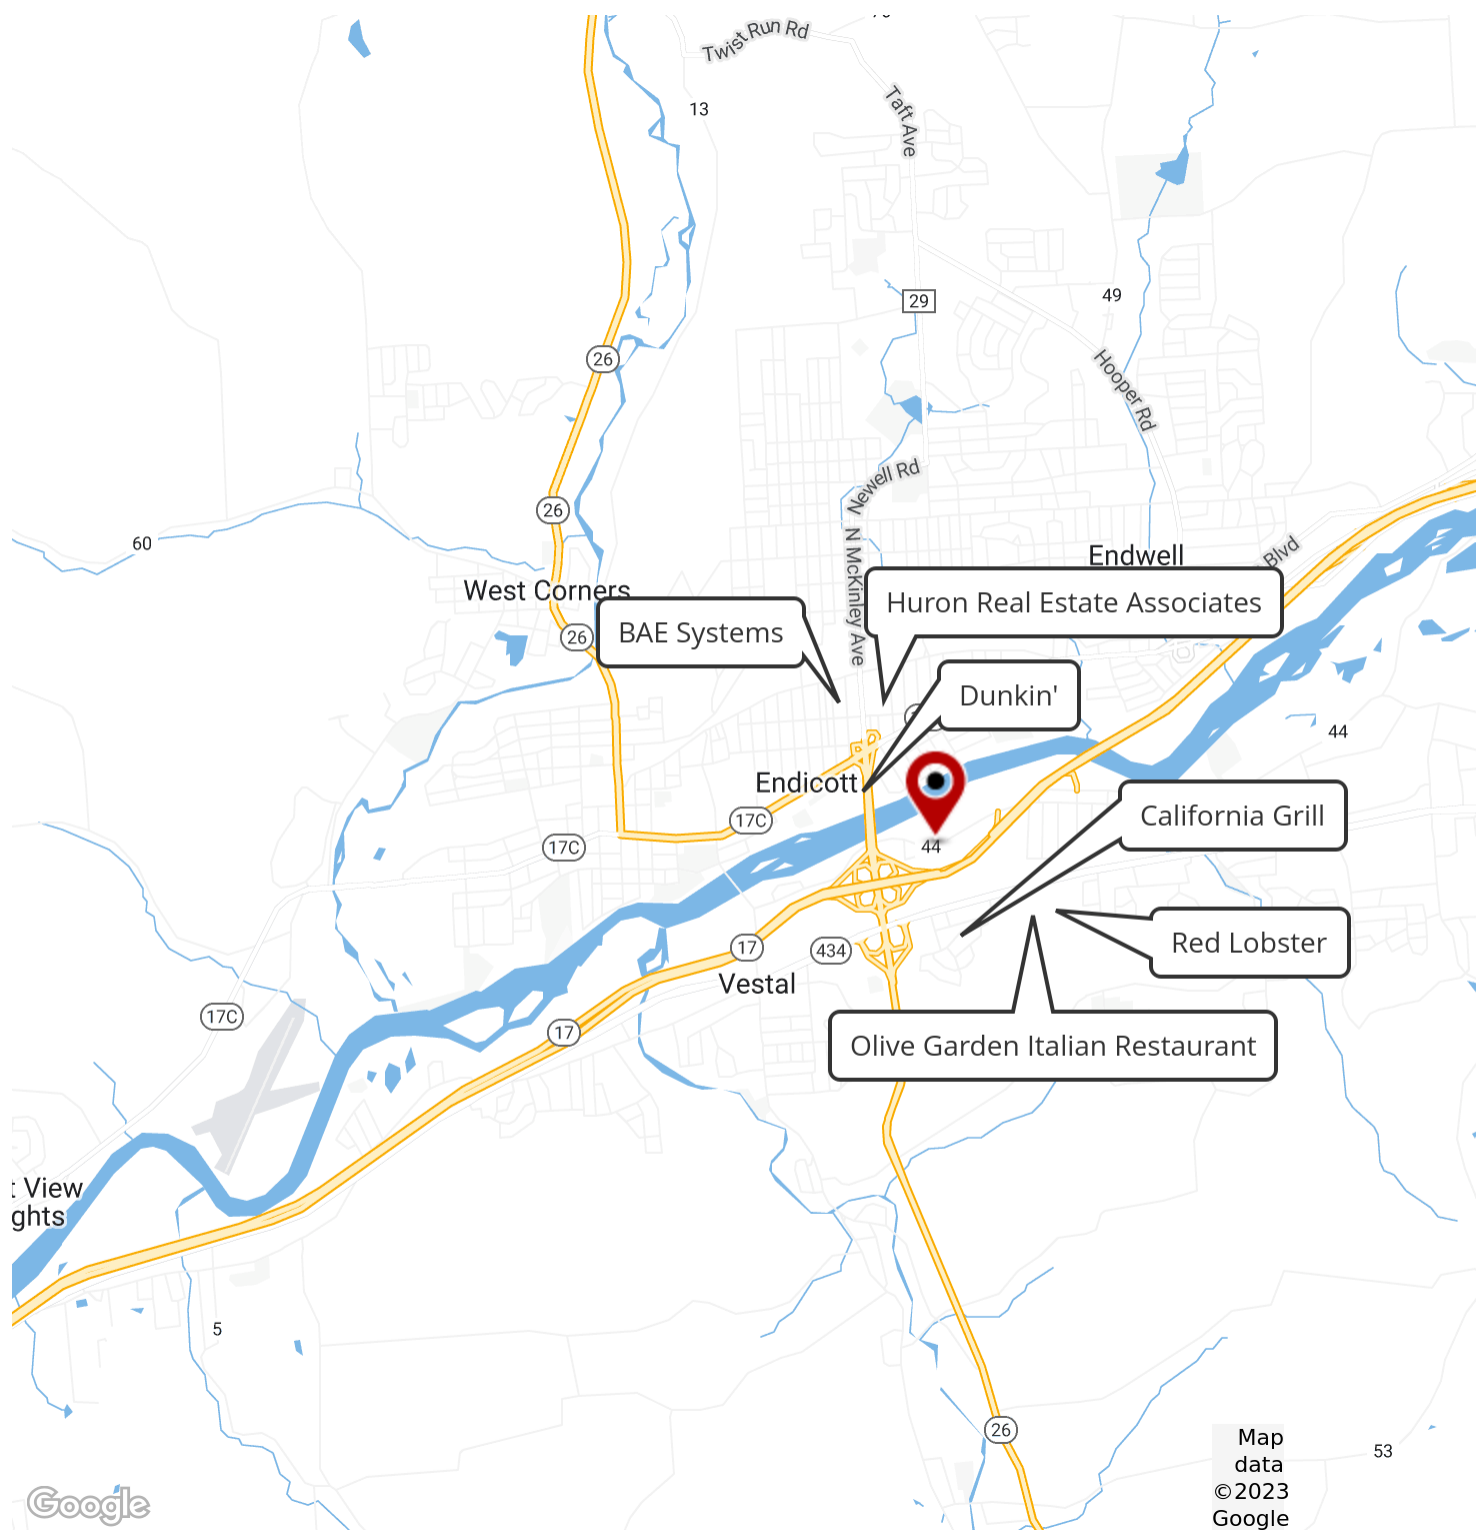 Twist Run Rd
13
Taft Ave
29
49
26
Hooper Rd
N Newell Rd
26
60
N McKinley Ave
Endwell
Blvd
West Corners
Huron Real Estate Associates
BAE Systems
26
Dunkin'
44
Endicott
17C
California Grill
17C
44
Red Lobster
17
434
Vestal
17C
17
Olive Garden Italian Restaurant
t View
ghts
5
26
Map
data
©2023
Google
53
Google